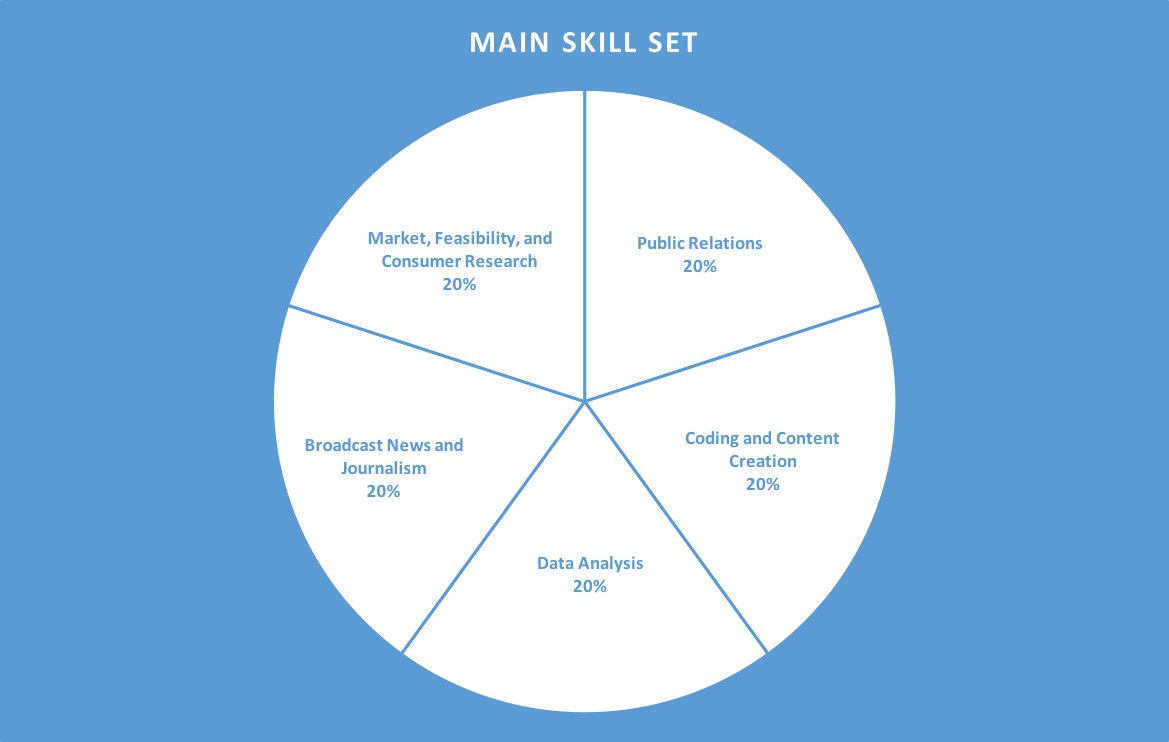 MAIN SKILL SET
Market, Feasibility, and
Consumer Research
20%
Public Relations
20%
Broadcast News and
Journalism
20%
Coding and Content
Creation
20%
Data Analysis
20%